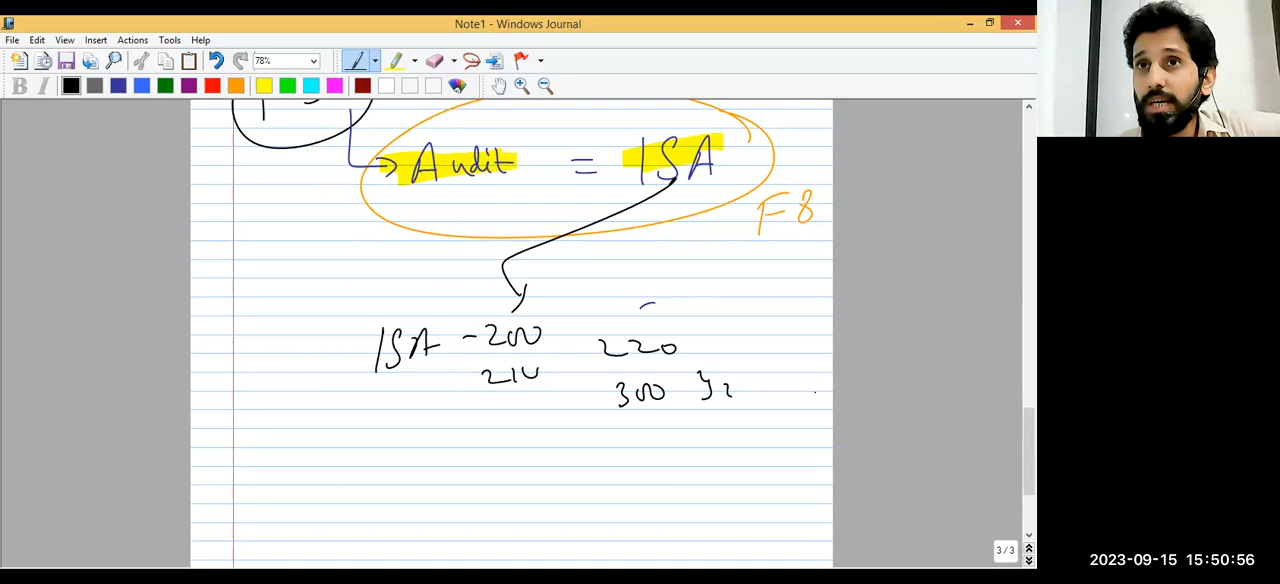 Note1 - Windows Journal
File Edit View Insert Actions Tools Help
78%
B I
Audit = ISA
F8
ISA - 200 220
210 300
3 / 3
2023-09-15 15:50:56